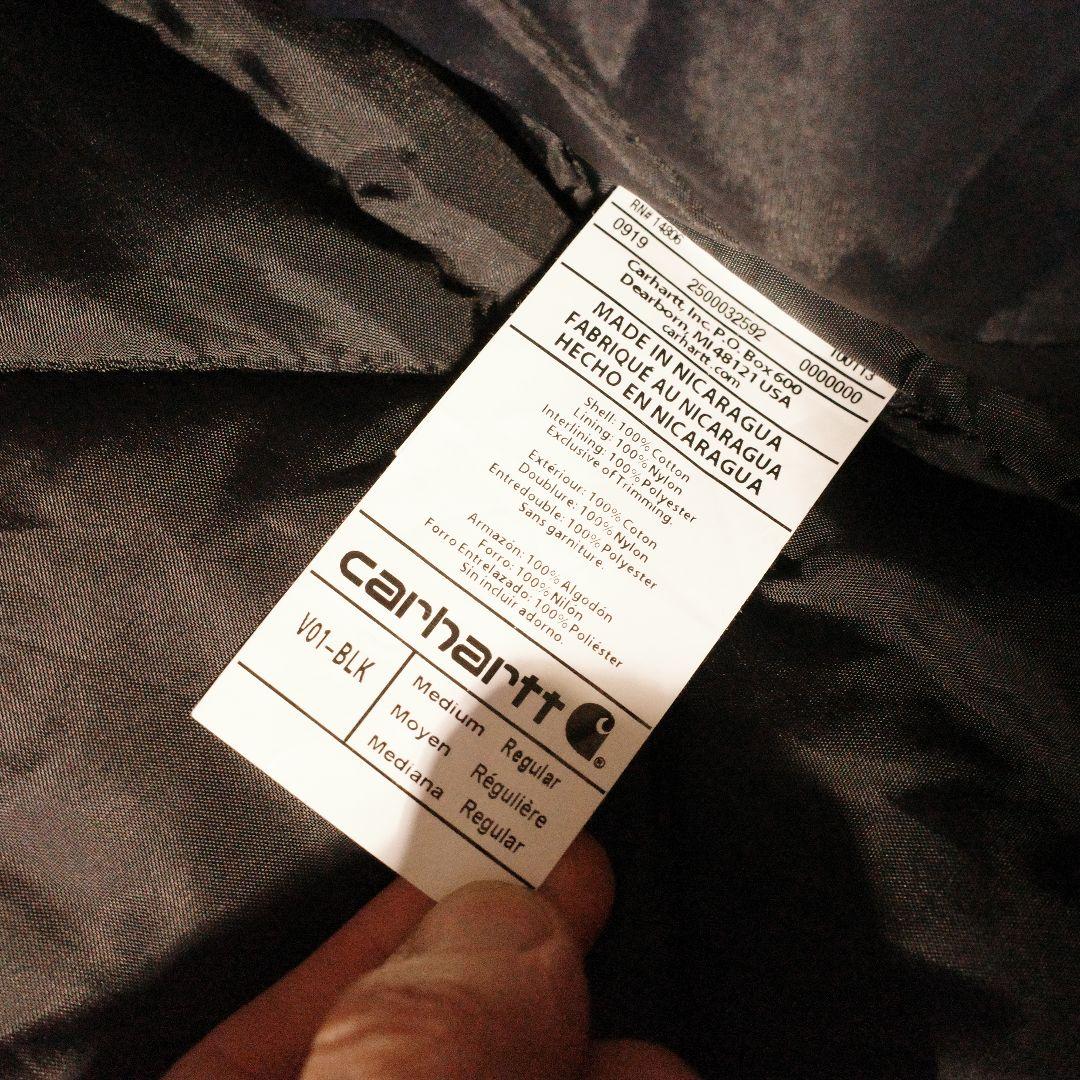 RN# 14806 100113
0919 2500032592 0000000
Carhartt, Inc. P.O. Box 600
Dearborn, MI 48121 USA
carhartt.com
MADE IN NICARAGUA
FABRIQUÉ AU NICARAGUA
HECHO EN NICARAGUA
Shell: 100% Cotton
Lining: 100% Nylon
Interlining: 100% Polyester
Exclusive of Trimming.
Extériour: 100% Coton
Doublure: 100% Nylon
Entredouble: 100% Polyester
Sans garniture.
Armazón: 100% Algodón
Forro: 100% Nilón
Forro Entrelazado: 100% Poliéster
Sin incluir adorno.
carhartt ®
V01-BLK
Medium Regular
Moyen Régulière
Mediana Regular